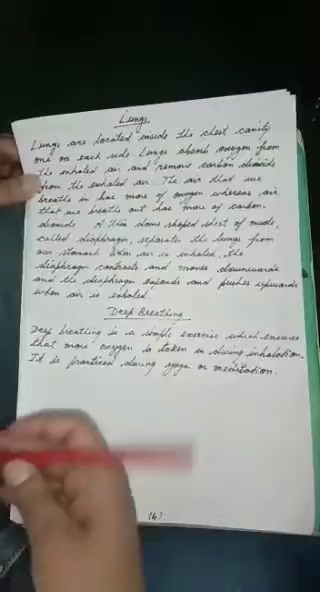 Lungs
Lungs are located inside the chest cavity
one on each side. Lungs absorb oxygen from
the inhaled air and remove carbon dioxide
from the exhaled air. The air that we
breathe in has more of oxygen whereas air
that we breathe out has more of carbon
dioxide. A thin dome shaped sheet of muscle,
called diaphragm, separates the lungs from
our stomach. When air is inhaled, the
diaphragm contracts and moves downwards
and the diaphragm expands and pushes upwards
when air is exhaled.
Deep Breathing
Deep breathing is a simple exercise which ensures
that more oxygen is taken in during inhalation.
It is practiced during yoga or meditation.
(4)